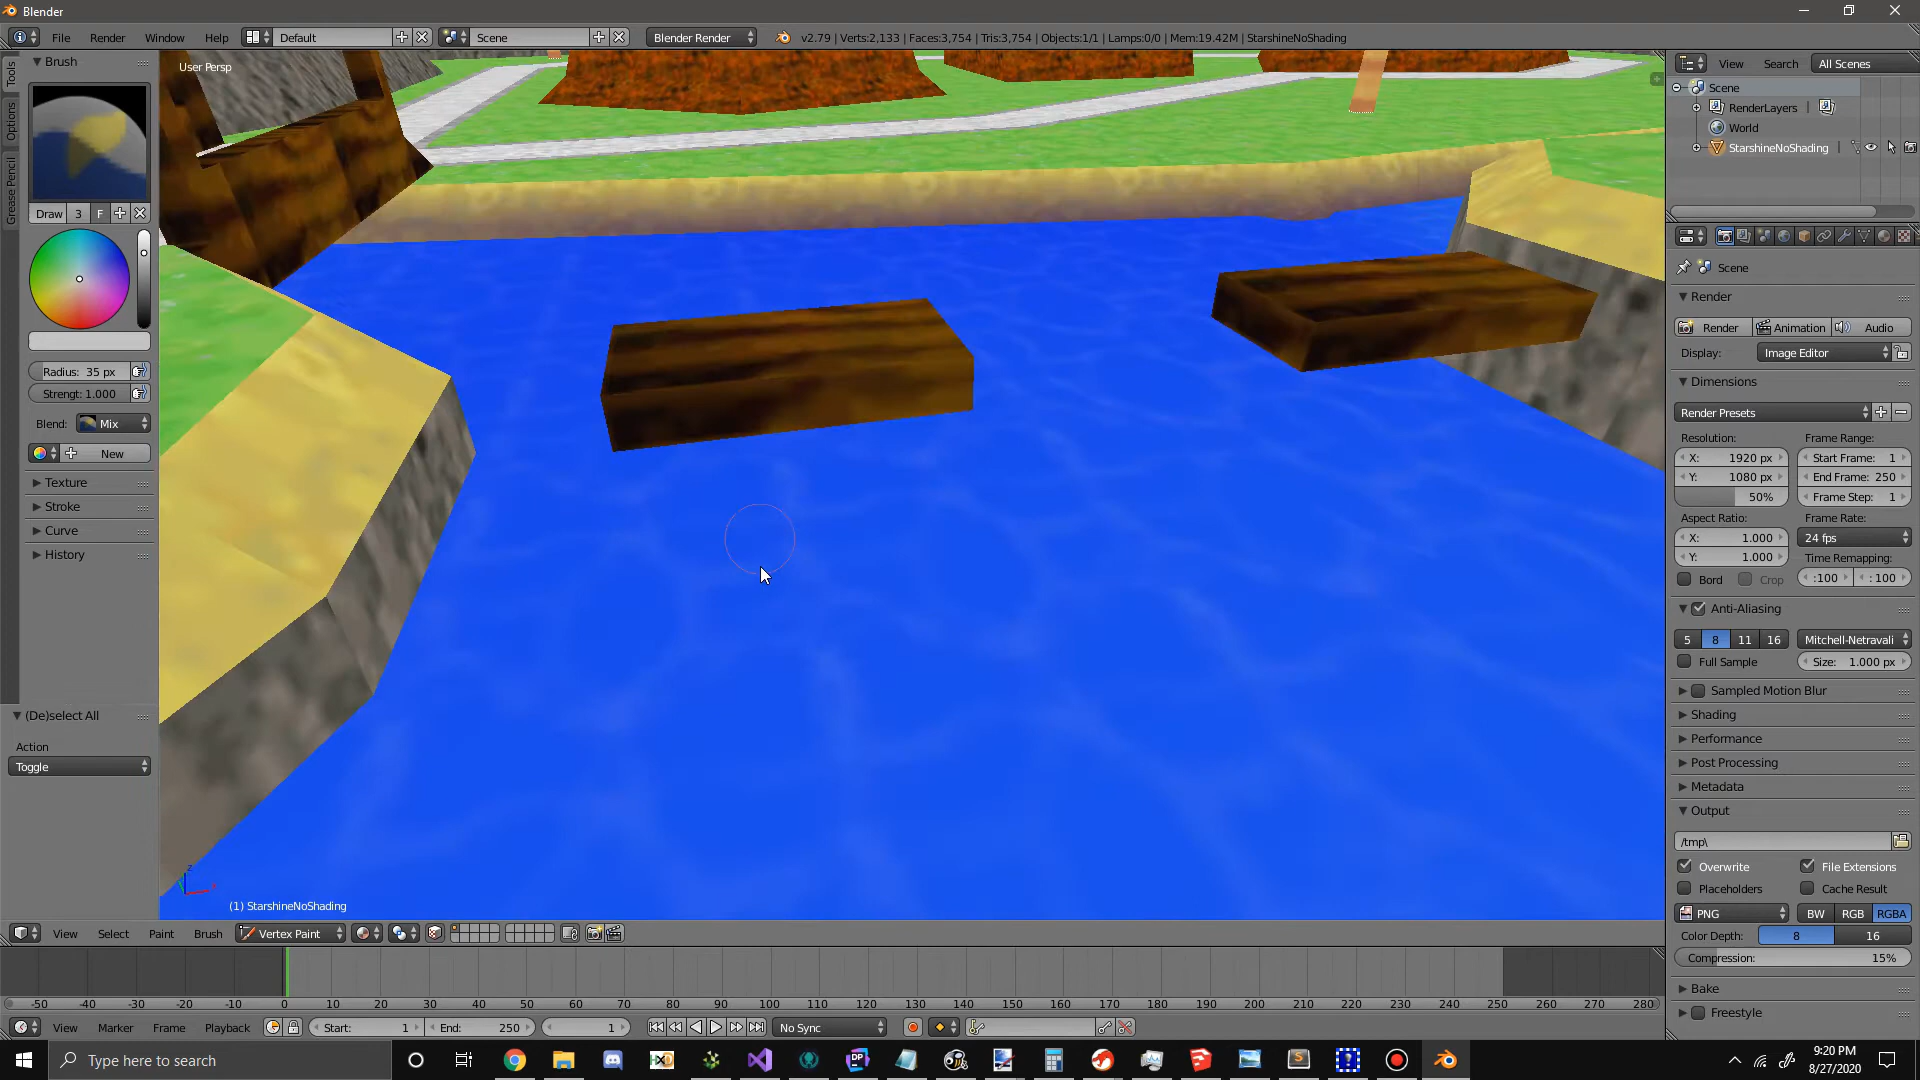 Blender
File Render Window Help Default Scene Blender Render v2.79 | Verts:2,133 | Faces:3,754 | Tris:3,754 | Objects:1/1 | Lamps:0/0 | Mem:19.42M | StarshineNoShading
Tools
Options
Grease Pencil
Brush
Draw 3 F
Radius: 35 px
Strengt: 1.000
Blend: Mix
New
Texture
Stroke
Curve
History
(De)select All
Action
Toggle
User Persp
(1) StarshineNoShading
View Search All Scenes
Scene
RenderLayers
World
StarshineNoShading
Scene
Render
Render Animation Audio
Display: Image Editor
Dimensions
Render Presets
Resolution: Frame Range:
X: 1920 px Start Frame: 1
Y: 1080 px End Frame: 250
50% Frame Step: 1
Aspect Ratio: Frame Rate:
X: 1.000 24 fps
Y: 1.000 Time Remapping:
Bord Crop :100 :100
Anti-Aliasing
5 8 11 16 Mitchell-Netravali
Full Sample Size: 1.000 px
Sampled Motion Blur
Shading
Performance
Post Processing
Metadata
Output
/tmp\
Overwrite File Extensions
Placeholders Cache Result
PNG BW RGB RGBA
Color Depth: 8 16
Compression: 15%
Bake
Freestyle
View Select Paint Brush Vertex Paint
-50 -40 -30 -20 -10 0 10 20 30 40 50 60 70 80 90 100 110 120 130 140 150 160 170 180 190 200 210 220 230 240 250 260 270 280
View Marker Frame Playback Start: 1 End: 250 1 No Sync
Type here to search
9:20 PM
8/27/2020